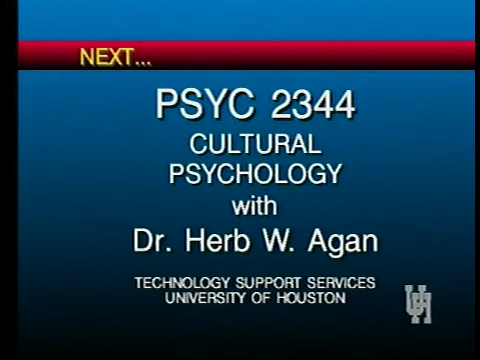 NEXT...
PSYC 2344
CULTURAL
PSYCHOLOGY
with
Dr. Herb W. Agan
TECHNOLOGY SUPPORT SERVICES
UNIVERSITY OF HOUSTON
UH